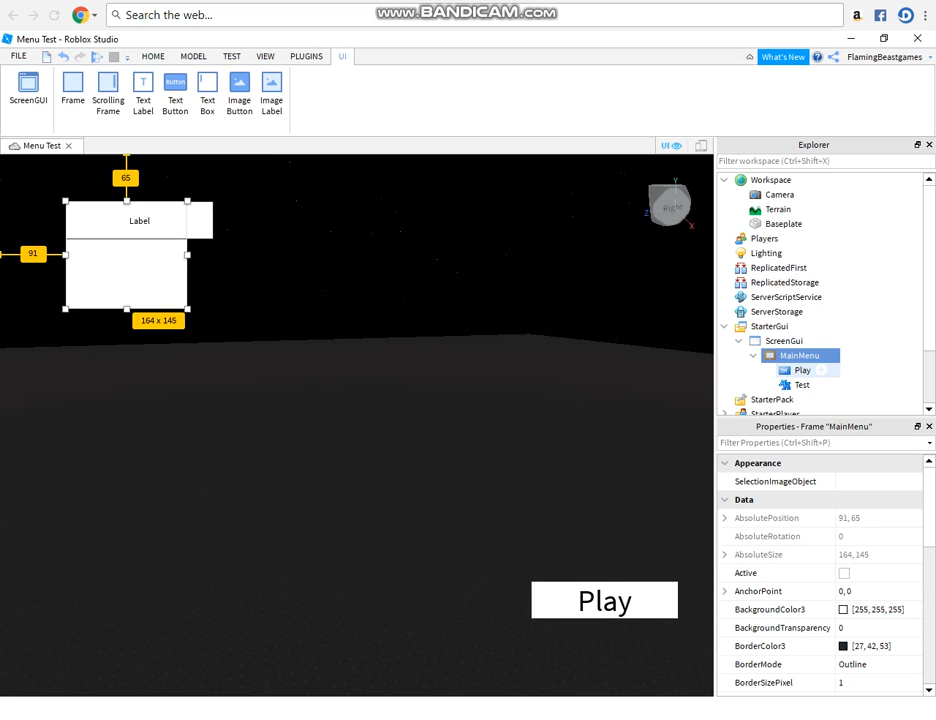 Search the web...
www.BANDICAM.com
a
Menu Test - Roblox Studio
FILE
HOME
MODEL
TEST
VIEW
PLUGINS
UI
What's New
?
FlamingBeastgames
ScreenGUI
Frame
Scrolling
Frame
T
Text
Label
Button
Text
Button
Text
Box
Image
Button
Image
Label
Menu Test
UI
Explorer
Filter workspace (Ctrl+Shift+X)
Workspace
Camera
Terrain
Baseplate
Players
Lighting
ReplicatedFirst
ReplicatedStorage
ServerScriptService
ServerStorage
StarterGui
ScreenGui
MainMenu
Play
Test
StarterPack
StarterPlayer
65
Label
91
164 x 145
Y
Right
Z
X
Play
Properties - Frame "MainMenu"
Filter Properties (Ctrl+Shift+P)
Appearance
SelectionImageObject
Data
AbsolutePosition 91, 65
AbsoluteRotation 0
AbsoluteSize 164, 145
Active
AnchorPoint 0, 0
BackgroundColor3 [255, 255, 255]
BackgroundTransparency 0
BorderColor3 [27, 42, 53]
BorderMode Outline
BorderSizePixel 1